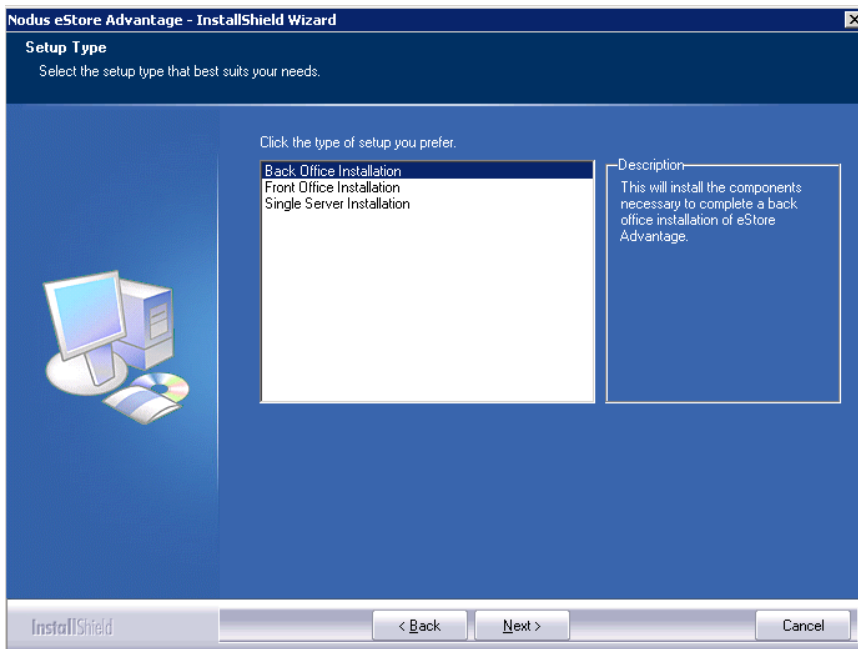 Nodus eStore Advantage - InstallShield Wizard
Setup Type
Select the setup type that best suits your needs.
Click the type of setup you prefer.
Back Office Installation
Front Office Installation
Single Server Installation
Description
This will install the components
necessary to complete a back
office installation of eStore
Advantage.
InstallShield
< Back
Next >
Cancel